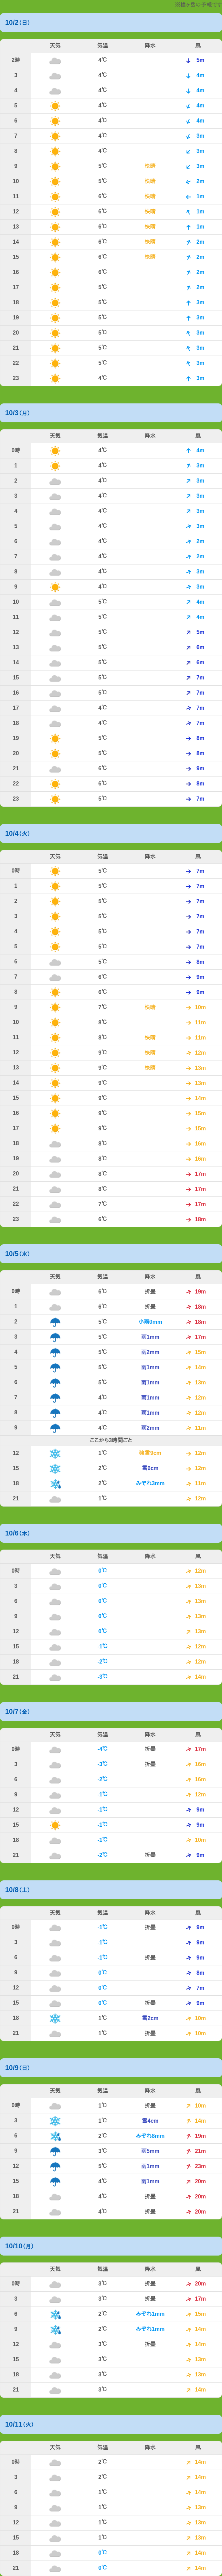 ※種ヶ岳の予報です
10/2(日)
天気 気温 降水 風
2時 4℃ 5m
3 4℃ 4m
4 4℃ 4m
5 4℃ 4m
6 4℃ 4m
7 4℃ 3m
8 4℃ 3m
9 5℃ 快晴 3m
10 5℃ 快晴 2m
11 6℃ 快晴 1m
12 6℃ 快晴 1m
13 6℃ 快晴 1m
14 6℃ 快晴 2m
15 6℃ 快晴 2m
16 6℃ 2m
17 5℃ 2m
18 5℃ 3m
19 5℃ 3m
20 5℃ 3m
21 5℃ 3m
22 5℃ 3m
23 4℃ 3m
10/3(月)
天気 気温 降水 風
0時 4℃ 4m
1 4℃ 3m
2 4℃ 3m
3 4℃ 3m
4 4℃ 3m
5 4℃ 3m
6 4℃ 2m
7 4℃ 2m
8 4℃ 3m
9 4℃ 3m
10 5℃ 4m
11 5℃ 4m
12 5℃ 5m
13 5℃ 6m
14 5℃ 6m
15 5℃ 7m
16 5℃ 7m
17 4℃ 7m
18 4℃ 7m
19 5℃ 8m
20 5℃ 8m
21 6℃ 9m
22 6℃ 8m
23 5℃ 7m
10/4(火)
天気 気温 降水 風
0時 5℃ 7m
1 5℃ 7m
2 5℃ 7m
3 5℃ 7m
4 5℃ 7m
5 5℃ 7m
6 5℃ 8m
7 6℃ 9m
8 6℃ 9m
9 7℃ 快晴 10m
10 8℃ 11m
11 8℃ 快晴 11m
12 9℃ 快晴 12m
13 9℃ 快晴 13m
14 9℃ 13m
15 9℃ 14m
16 9℃ 15m
17 9℃ 15m
18 8℃ 16m
19 8℃ 16m
20 8℃ 17m
21 8℃ 17m
22 7℃ 17m
23 6℃ 18m
10/5(水)
天気 気温 降水 風
0時 6℃ 折曇 19m
1 6℃ 折曇 18m
2 5℃ 小雨0mm 18m
3 5℃ 雨1mm 17m
4 5℃ 雨2mm 15m
5 5℃ 雨1mm 14m
6 5℃ 雨1mm 13m
7 4℃ 雨1mm 12m
8 4℃ 雨1mm 12m
9 4℃ 雨2mm 11m
ここから3時間ごと
12 1℃ 強雪9cm 12m
15 2℃ 雪6cm 12m
18 2℃ みぞれ3mm 11m
21 1℃ 12m
10/6(木)
天気 気温 降水 風
0時 0℃ 12m
3 0℃ 13m
6 0℃ 13m
9 0℃ 13m
12 0℃ 13m
15 -1℃ 12m
18 -2℃ 12m
21 -3℃ 14m
10/7(金)
天気 気温 降水 風
0時 -4℃ 折曇 17m
3 -3℃ 折曇 16m
6 -2℃ 16m
9 -1℃ 12m
12 -1℃ 9m
15 -1℃ 9m
18 -1℃ 10m
21 -2℃ 折曇 9m
10/8(土)
天気 気温 降水 風
0時 -1℃ 折曇 9m
3 -1℃ 9m
6 -1℃ 折曇 9m
9 0℃ 8m
12 0℃ 7m
15 0℃ 折曇 9m
18 1℃ 雪2cm 10m
21 1℃ 折曇 10m
10/9(日)
天気 気温 降水 風
0時 1℃ 折曇 10m
3 1℃ 雪4cm 14m
6 2℃ みぞれ8mm 19m
9 3℃ 雨5mm 21m
12 5℃ 雨1mm 23m
15 4℃ 雨1mm 20m
18 4℃ 折曇 20m
21 4℃ 折曇 20m
10/10(月)
天気 気温 降水 風
0時 3℃ 折曇 20m
3 3℃ 折曇 17m
6 2℃ みぞれ1mm 15m
9 2℃ みぞれ1mm 14m
12 3℃ 折曇 14m
15 3℃ 13m
18 3℃ 13m
21 3℃ 14m
10/11(火)
天気 気温 降水 風
0時 2℃ 14m
3 2℃ 14m
6 1℃ 14m
9 1℃ 13m
12 1℃ 13m
15 1℃ 13m
18 0℃ 14m
21 0℃ 14m